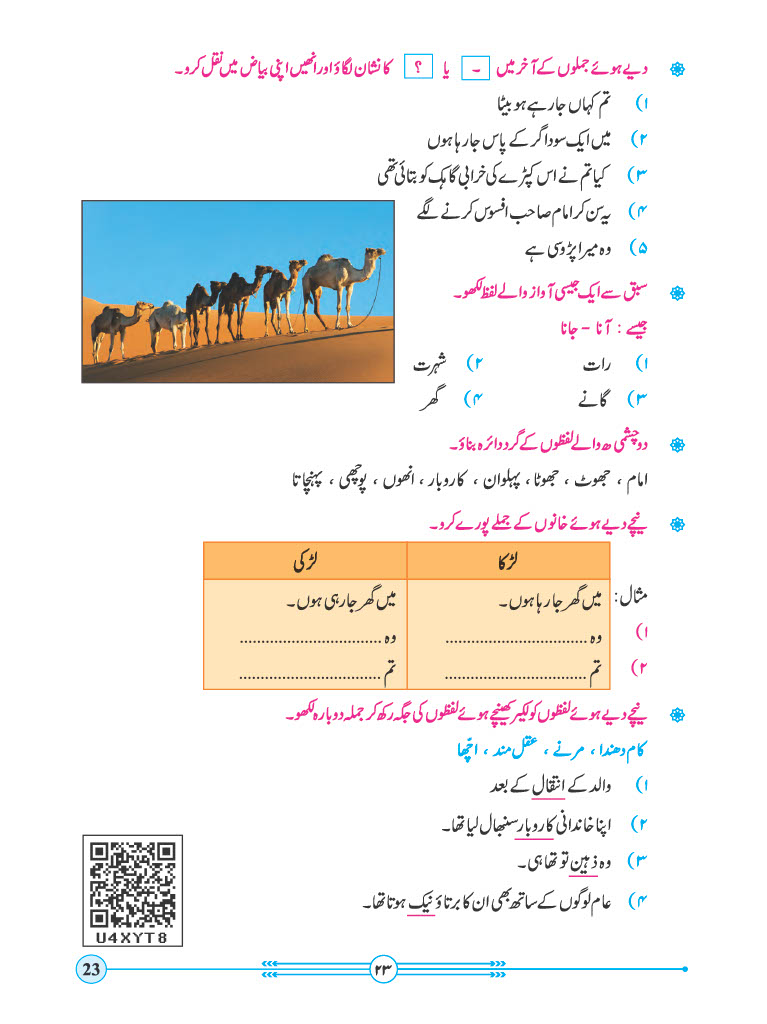 دیے ہوئے جملوں کے آخر میں ۔ یا ؟ کا نشان لگاؤ اور انھیں اپنی بیاض میں نقل کرو۔
۱) تم کہاں جارہے ہو بیٹا
۲) میں ایک سوداگر کے پاس جارہا ہوں
۳) کیا تم نے اس کپڑے کی خرابی گاہک کو بتائی تھی
۴) یہ سن کر امام صاحب افسوس کرنے لگے
۵) وہ میرا پڑوسی ہے
سبق سے ایک جیسی آواز والے لفظ لکھو۔
جیسے : آنا - جانا
۱) رات ۲) شہرت
۳) گانے ۴) گھر
دو چشمی ھ والے لفظوں کے گرد دائرہ بناؤ۔
امام ، جھوٹ ، جھوٹا ، پہلوان ، کاروبار ، انھوں ، پوچھی ، پہنچاتا
نیچے دیے ہوئے خانوں کے جملے پورے کرو۔
لڑکا لڑکی
مثال: میں گھر جارہا ہوں۔ میں گھر جارہی ہوں۔
۱) وہ ................................. وہ .................................
۲) تم ................................. تم .................................
نیچے دیے ہوئے لفظوں کو لکیر کھینچے ہوئے لفظوں کی جگہ رکھ کر جملہ دوبارہ لکھو۔
کام دھندا ، مرنے ، عقل مند ، اچّھا
۱) والد کے انتقال کے بعد
۲) اپنا خاندانی کاروبار سنبھال لیا تھا۔
۳) وہ ذہین تو تھا ہی۔
۴) عام لوگوں کے ساتھ بھی ان کا برتاؤ نیک ہوتا تھا۔
U4XYT8
23
۲۳